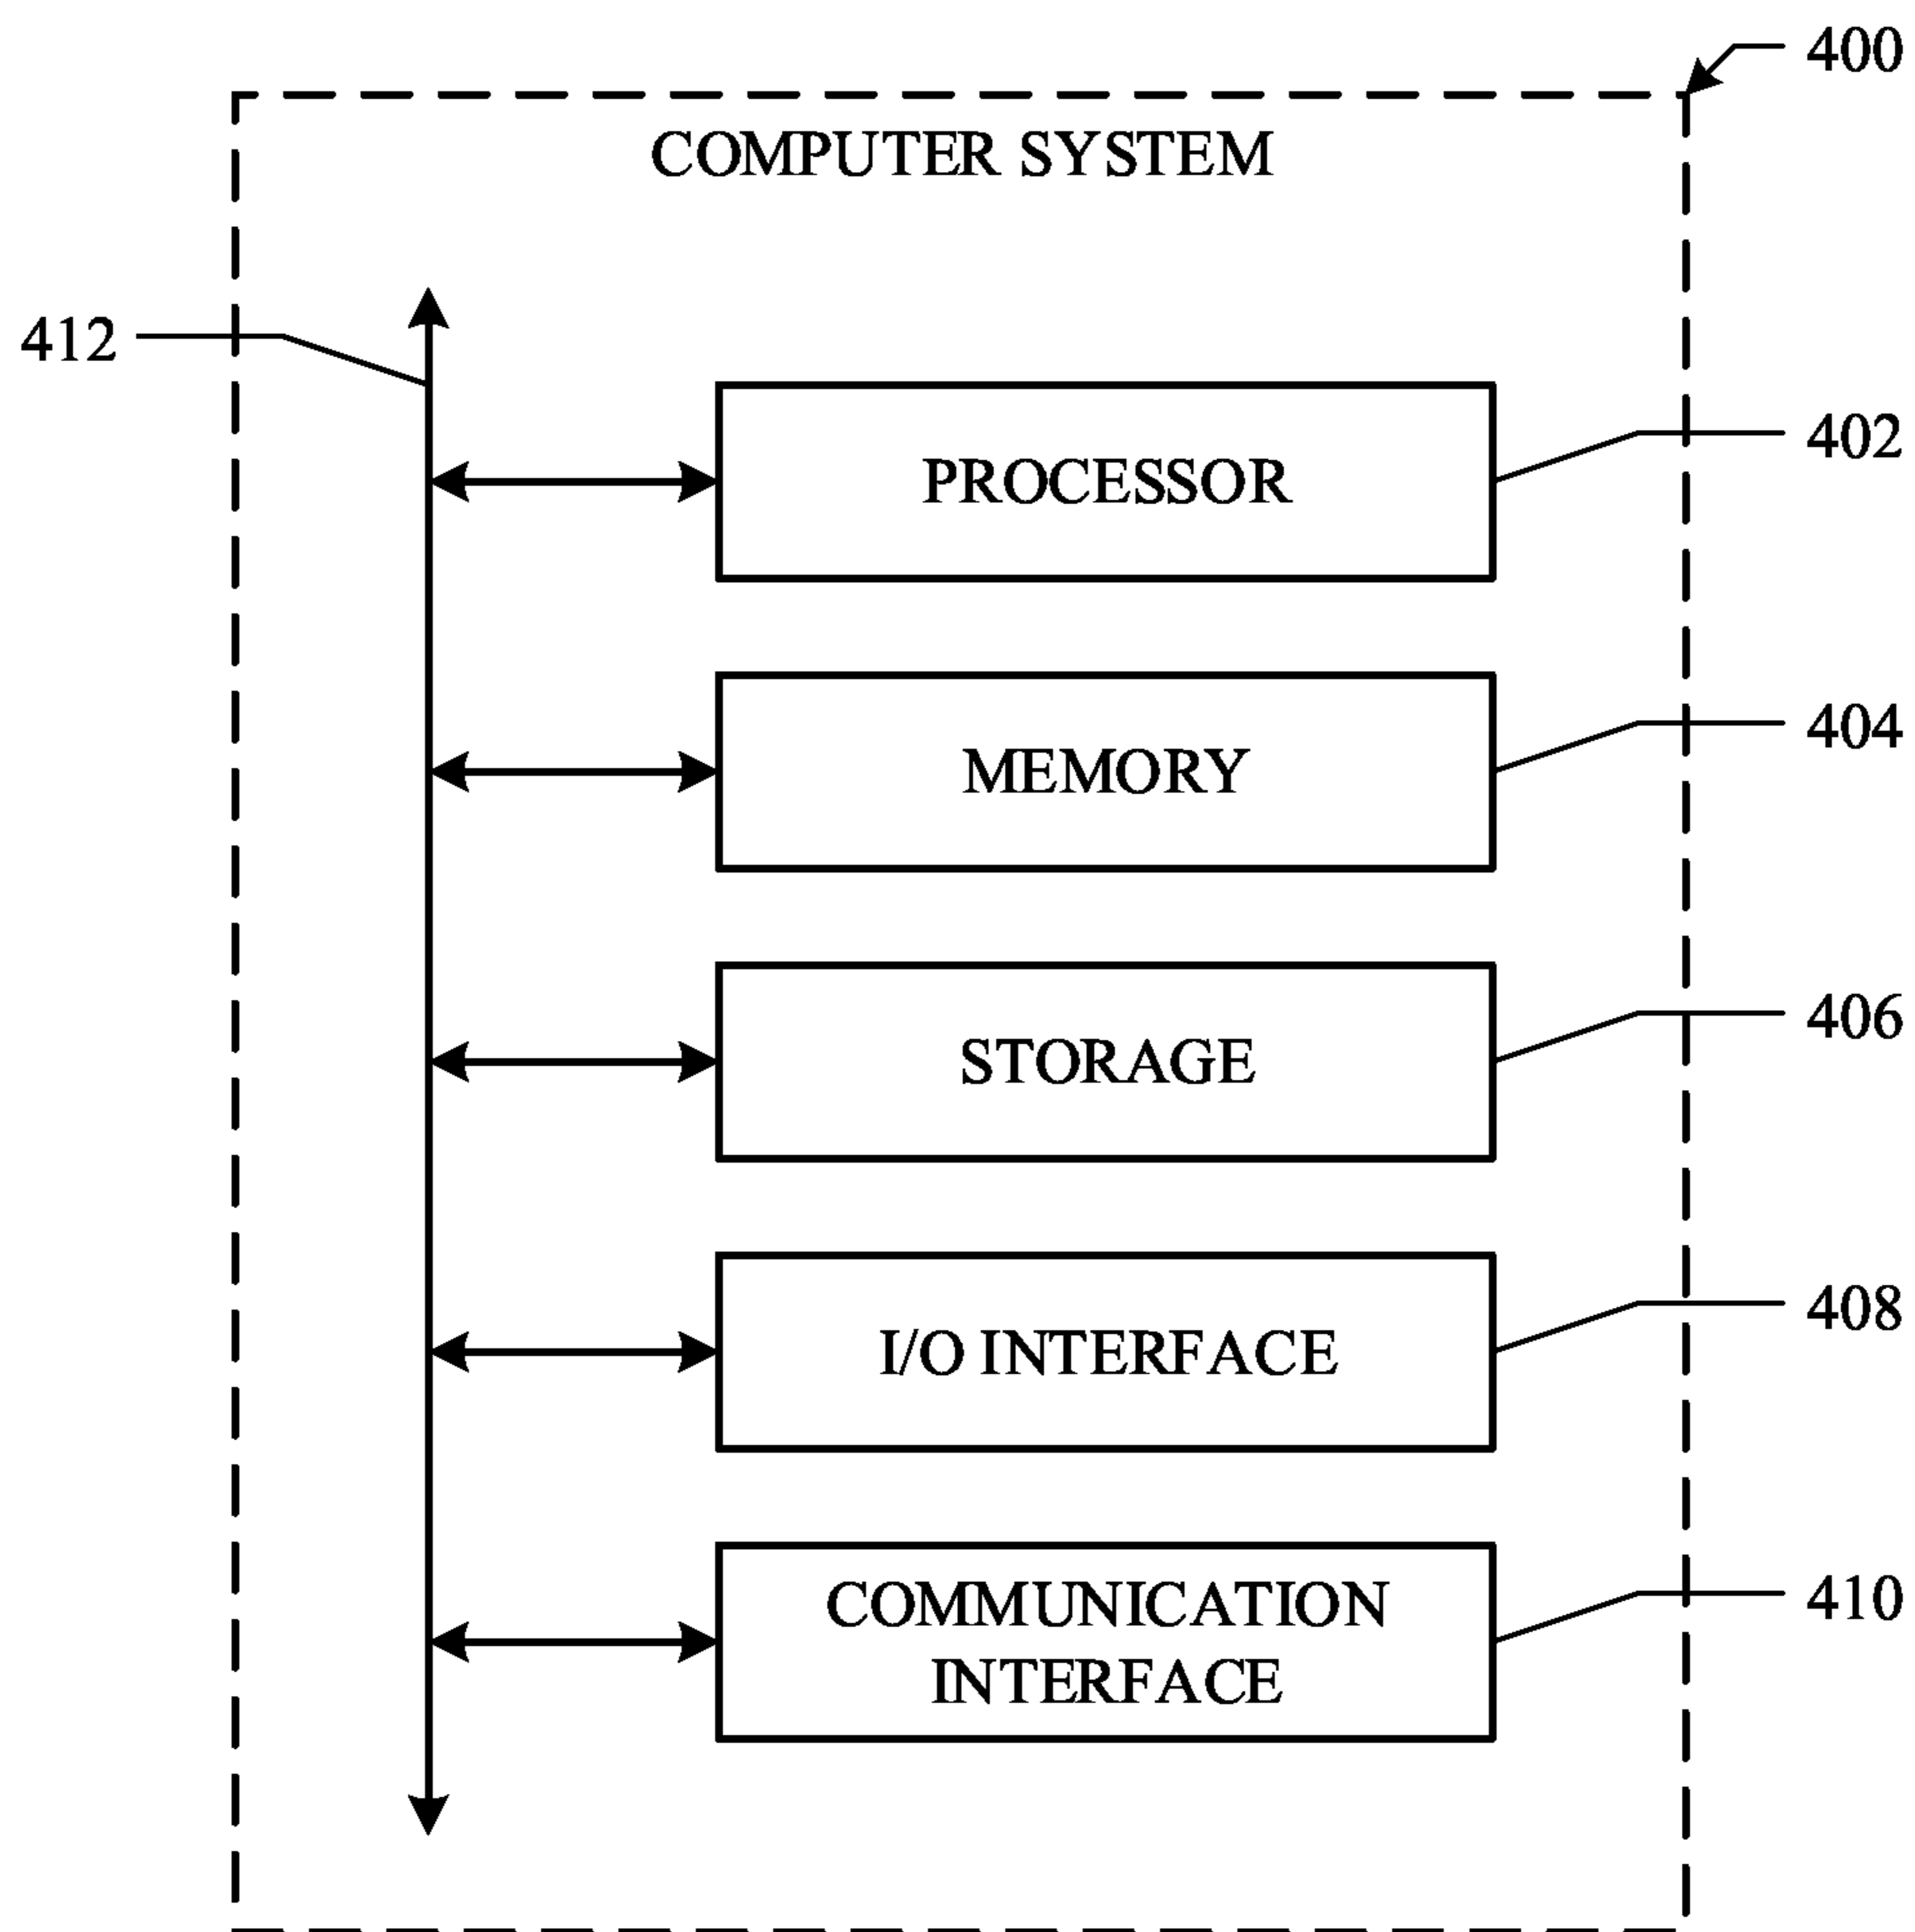 400
COMPUTER SYSTEM
412
PROCESSOR
402
MEMORY
404
STORAGE
406
I/O INTERFACE
408
COMMUNICATION
INTERFACE
410